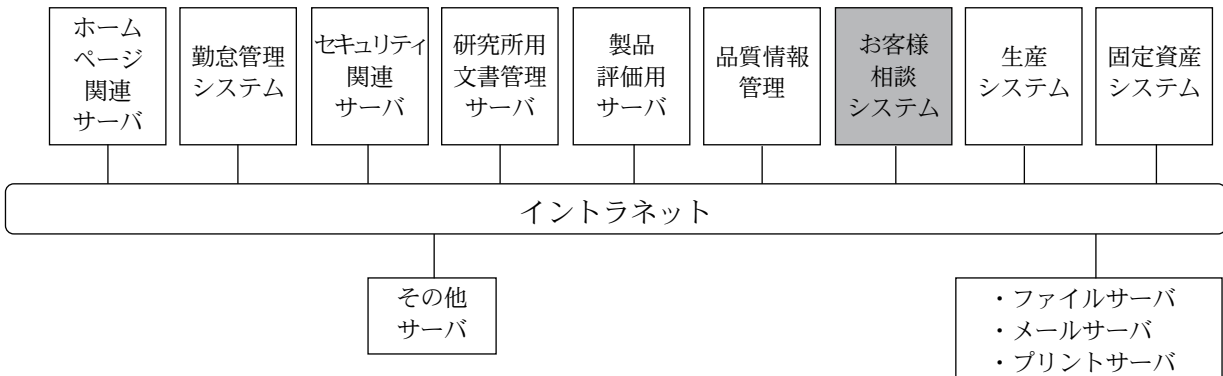 ホーム
ページ
関連
サーバ
勤怠管理
システム
セキュリティ
関連
サーバ
研究所用
文書管理
サーバ
製品
評価用
サーバ
品質情報
管理
お客様
相談
システム
生産
システム
固定資産
システム
イントラネット
その他
サーバ
・ファイルサーバ
・メールサーバ
・プリントサーバ